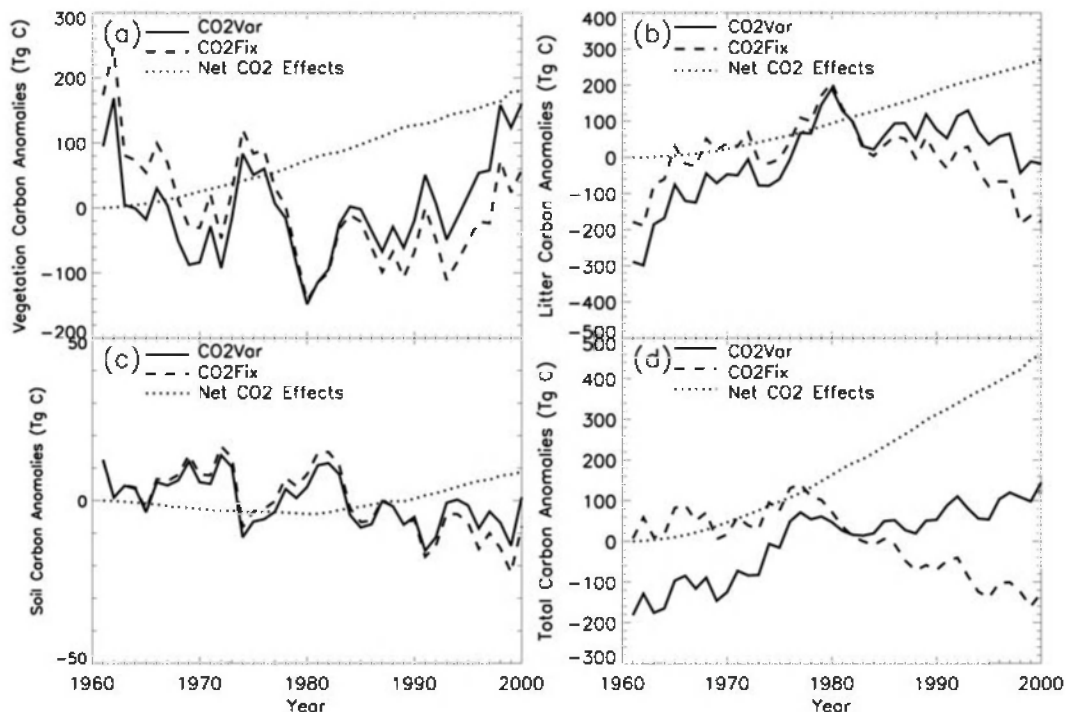 (a)
CO2Var
CO2Fix
Net CO2 Effects
Vegetation Carbon Anomalies (Tg C)
300
200
100
0
-100
-200
(b)
CO2Var
CO2Fix
Net CO2 Effects
Litter Carbon Anomalies (Tg C)
400
300
200
100
0
-100
-200
-300
-400
-500
(c)
CO2Var
CO2Fix
Net CO2 Effects
Soil Carbon Anomalies (Tg C)
50
0
-50
1960 1970 1980 1990 2000
Year
(d)
CO2Var
CO2Fix
Net CO2 Effects
Total Carbon Anomalies (Tg C)
500
400
300
200
100
0
-100
-200
-300
1960 1970 1980 1990 2000
Year